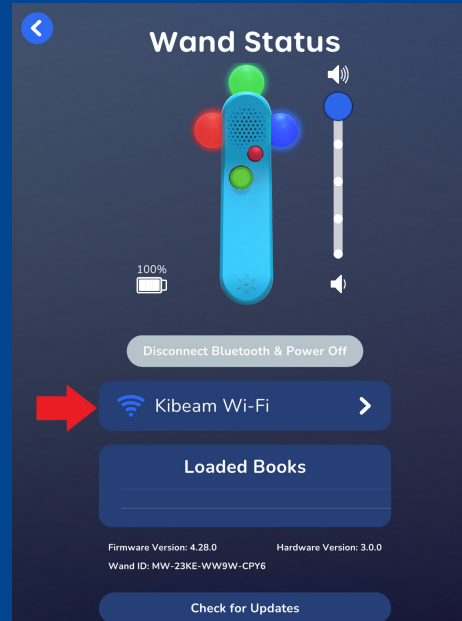 Wand Status
100%
Disconnect Bluetooth & Power Off
Kibeam Wi-Fi
Loaded Books
Firmware Version: 4.28.0 Hardware Version: 3.0.0
Wand ID: MW-23KE-WW9W-CPY6
Check for Updates